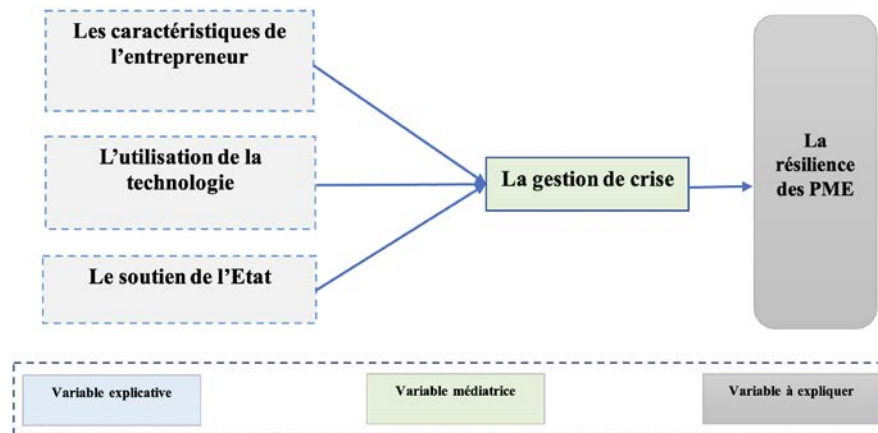 Les caractéristiques de
l’entrepreneur
L’utilisation de la
technologie
Le soutien de l’Etat
La gestion de crise
La
résilience
des PME
Variable explicative
Variable médiatrice
Variable à expliquer